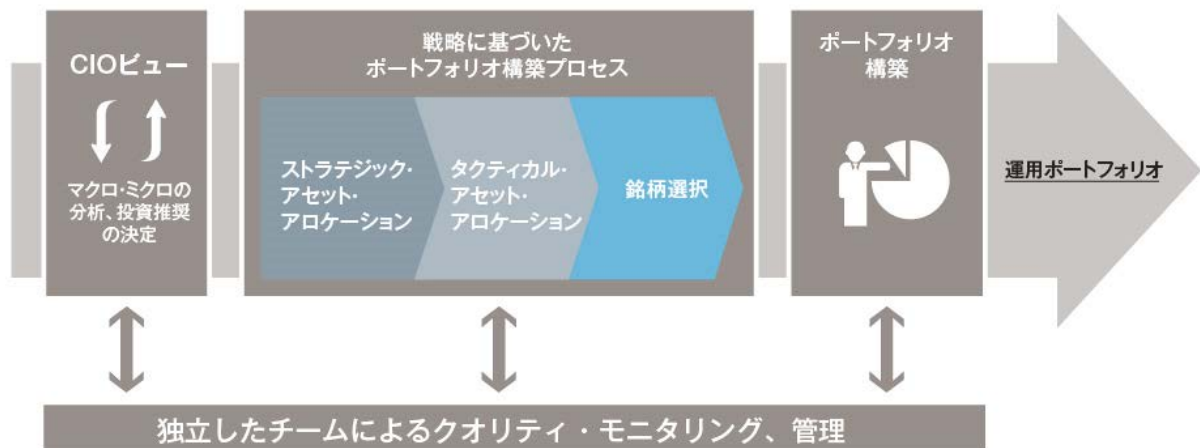 CIOビュー
マクロ・ミクロの
分析、投資推奨
の決定
戦略に基づいた
ポートフォリオ構築プロセス
ストラテジック・
アセット・
アロケーション
タクティカル・
アセット・
アロケーション
銘柄選択
ポートフォリオ
構築
運用ポートフォリオ
独立したチームによるクオリティ・モニタリング、管理